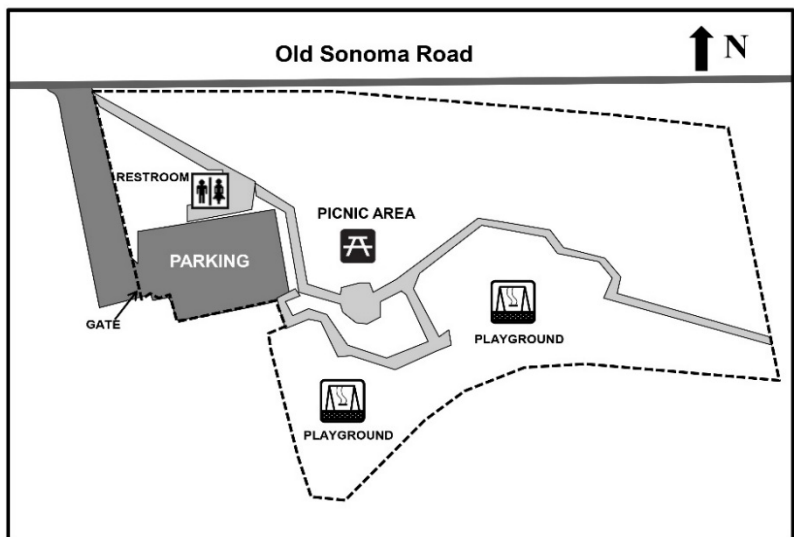 Old Sonoma Road
N
RESTROOM
PICNIC AREA
PARKING
GATE
PLAYGROUND
PLAYGROUND